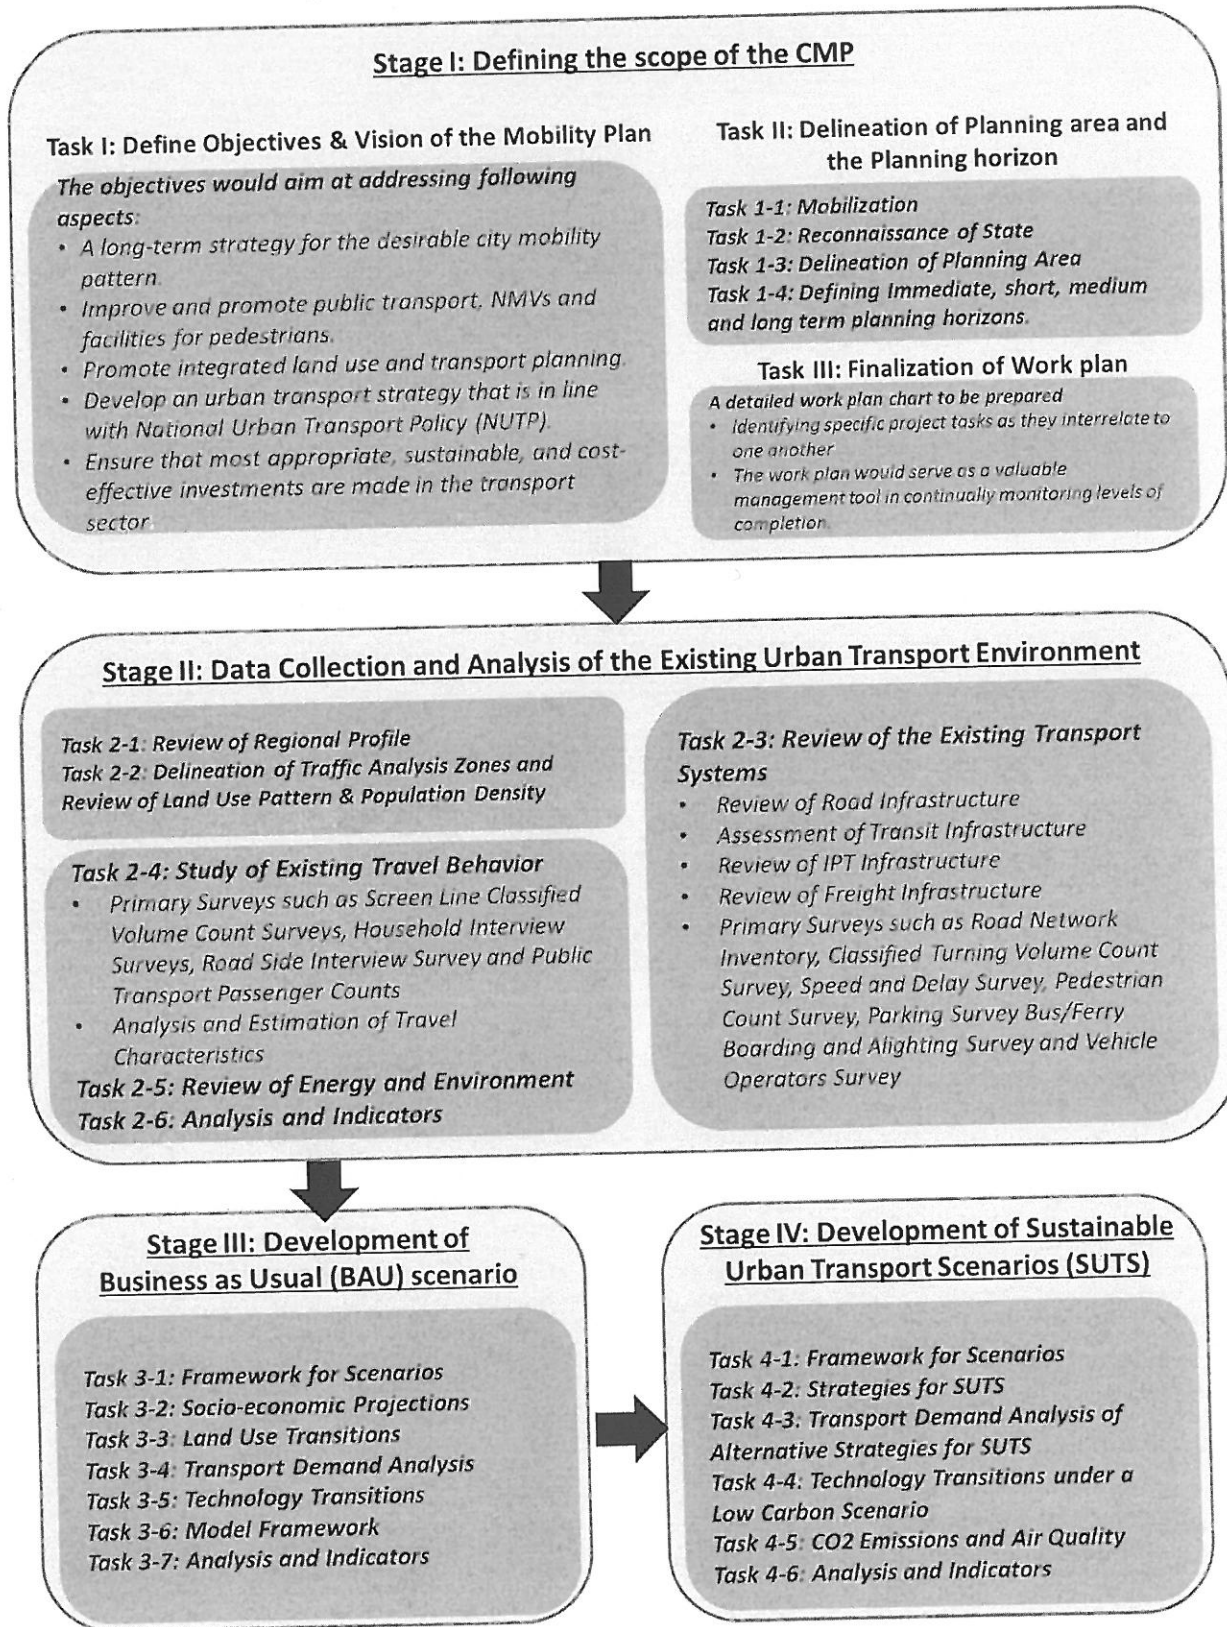 Stage I: Defining the scope of the CMP
Task I: Define Objectives & Vision of the Mobility Plan
The objectives would aim at addressing following
aspects:
• A long-term strategy for the desirable city mobility
pattern.
• Improve and promote public transport, NMVs and
facilities for pedestrians.
• Promote integrated land use and transport planning.
• Develop an urban transport strategy that is in line
with National Urban Transport Policy (NUTP).
• Ensure that most appropriate, sustainable, and cost-
effective investments are made in the transport
sector.
Task II: Delineation of Planning area and
the Planning horizon
Task 1-1: Mobilization
Task 1-2: Reconnaissance of State
Task 1-3: Delineation of Planning Area
Task 1-4: Defining Immediate, short, medium
and long term planning horizons.
Task III: Finalization of Work plan
A detailed work plan chart to be prepared
• Identifying specific project tasks as they interrelate to
one another
• The work plan would serve as a valuable
management tool in continually monitoring levels of
completion.
Stage II: Data Collection and Analysis of the Existing Urban Transport Environment
Task 2-1: Review of Regional Profile
Task 2-2: Delineation of Traffic Analysis Zones and
Review of Land Use Pattern & Population Density
Task 2-4: Study of Existing Travel Behavior
• Primary Surveys such as Screen Line Classified
Volume Count Surveys, Household Interview
Surveys, Road Side Interview Survey and Public
Transport Passenger Counts
• Analysis and Estimation of Travel
Characteristics
Task 2-5: Review of Energy and Environment
Task 2-6: Analysis and Indicators
Task 2-3: Review of the Existing Transport
Systems
• Review of Road Infrastructure
• Assessment of Transit Infrastructure
• Review of IPT Infrastructure
• Review of Freight Infrastructure
• Primary Surveys such as Road Network
Inventory, Classified Turning Volume Count
Survey, Speed and Delay Survey, Pedestrian
Count Survey, Parking Survey Bus/Ferry
Boarding and Alighting Survey and Vehicle
Operators Survey
Stage III: Development of
Business as Usual (BAU) scenario
Task 3-1: Framework for Scenarios
Task 3-2: Socio-economic Projections
Task 3-3: Land Use Transitions
Task 3-4: Transport Demand Analysis
Task 3-5: Technology Transitions
Task 3-6: Model Framework
Task 3-7: Analysis and Indicators
Stage IV: Development of Sustainable
Urban Transport Scenarios (SUTS)
Task 4-1: Framework for Scenarios
Task 4-2: Strategies for SUTS
Task 4-3: Transport Demand Analysis of
Alternative Strategies for SUTS
Task 4-4: Technology Transitions under a
Low Carbon Scenario
Task 4-5: CO2 Emissions and Air Quality
Task 4-6: Analysis and Indicators